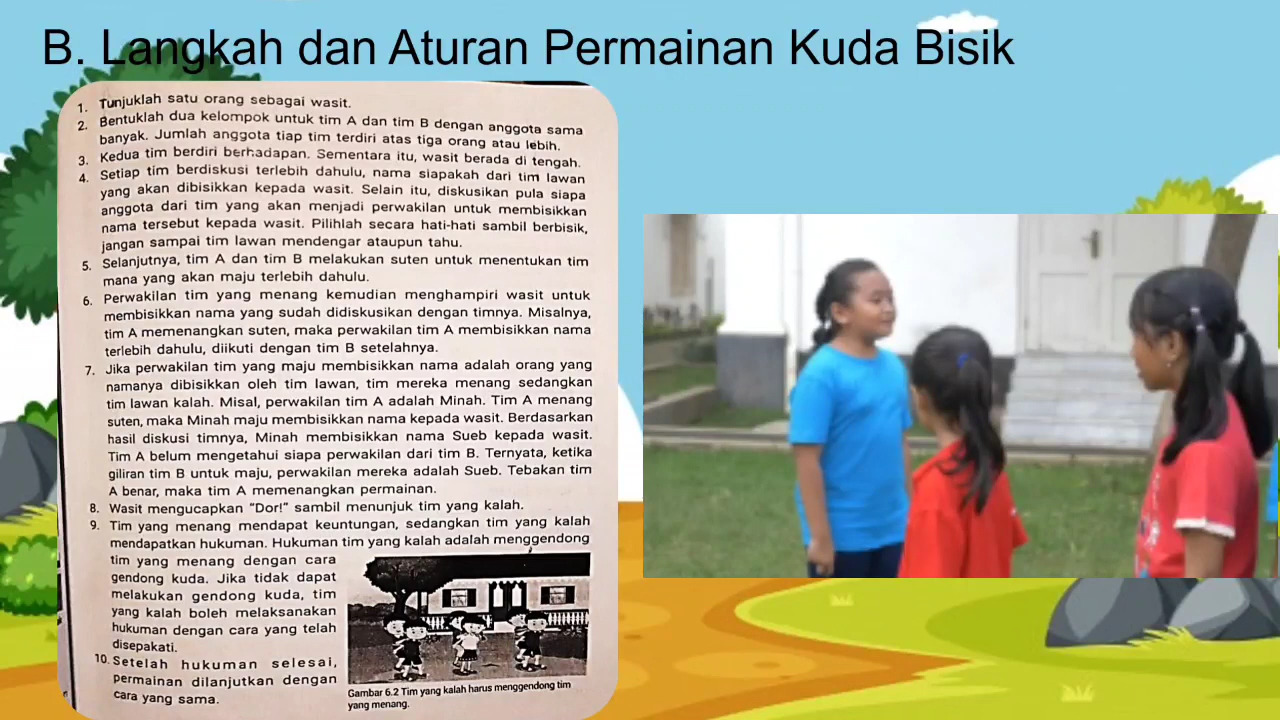 B. Langkah dan Aturan Permainan Kuda Bisik
1. Tunjuklah satu orang sebagai wasit.
2. Bentuklah dua kelompok untuk tim A dan tim B dengan anggota sama
banyak. Jumlah anggota tiap tim terdiri atas tiga orang atau lebih.
3. Kedua tim berdiri berhadapan. Sementara itu, wasit berada di tengah.
4. Setiap tim berdiskusi terlebih dahulu, nama siapakah dari tim lawan
yang akan dibisikkan kepada wasit. Selain itu, diskusikan pula siapa
anggota dari tim yang akan menjadi perwakilan untuk membisikkan
nama tersebut kepada wasit. Pilihlah secara hati-hati sambil berbisik,
jangan sampai tim lawan mendengar ataupun tahu.
5. Selanjutnya, tim A dan tim B melakukan suten untuk menentukan tim
mana yang akan maju terlebih dahulu.
6. Perwakilan tim yang menang kemudian menghampiri wasit untuk
membisikkan nama yang sudah didiskusikan dengan timnya. Misalnya,
tim A memenangkan suten, maka perwakilan tim A membisikkan nama
terlebih dahulu, diikuti dengan tim B setelahnya.
7. Jika perwakilan tim yang maju membisikkan nama adalah orang yang
namanya dibisikkan oleh tim lawan, tim mereka menang sedangkan
tim lawan kalah. Misal, perwakilan tim A adalah Minah. Tim A menang
suten, maka Minah maju membisikkan nama kepada wasit. Berdasarkan
hasil diskusi timnya, Minah membisikkan nama Sueb kepada wasit.
Tim A belum mengetahui siapa perwakilan dari tim B. Ternyata, ketika
giliran tim B untuk maju, perwakilan mereka adalah Sueb. Tebakan tim
A benar, maka tim A memenangkan permainan.
8. Wasit mengucapkan "Dor!" sambil menunjuk tim yang kalah.
9. Tim yang menang mendapat keuntungan, sedangkan tim yang kalah
mendapatkan hukuman. Hukuman tim yang kalah adalah menggendong
tim yang menang dengan cara
gendong kuda. Jika tidak dapat
melakukan gendong kuda, tim
yang kalah boleh melaksanakan
hukuman dengan cara yang telah
disepakati.
10. Setelah hukuman selesai,
permainan dilanjutkan dengan
cara yang sama.
Gambar 6.2 Tim yang kalah harus menggendong tim
yang menang.